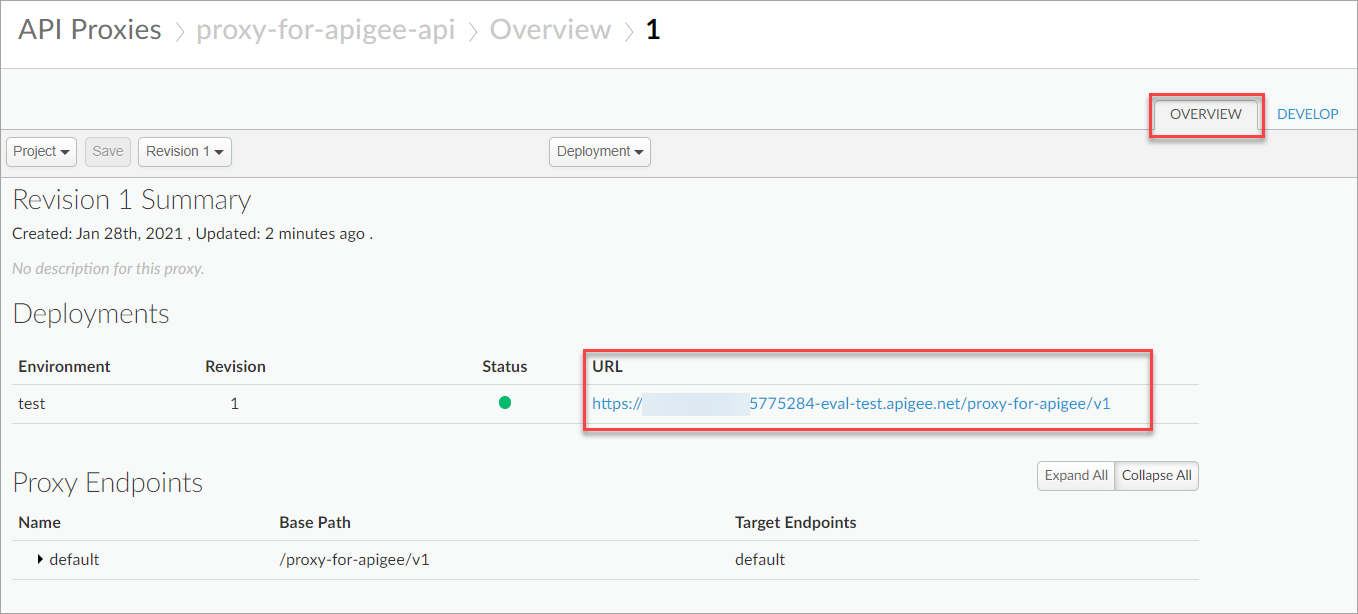 API Proxies > proxy-for-apigee-api > Overview > 1
OVERVIEW DEVELOP
Project Save Revision 1 Deployment
Revision 1 Summary
Created: Jan 28th, 2021 , Updated: 2 minutes ago .
No description for this proxy.
Deployments
Environment Revision Status URL
test 1 https:// 5775284-eval-test.apigee.net/proxy-for-apigee/v1
Proxy Endpoints Expand All Collapse All
Name Base Path Target Endpoints
default /proxy-for-apigee/v1 default